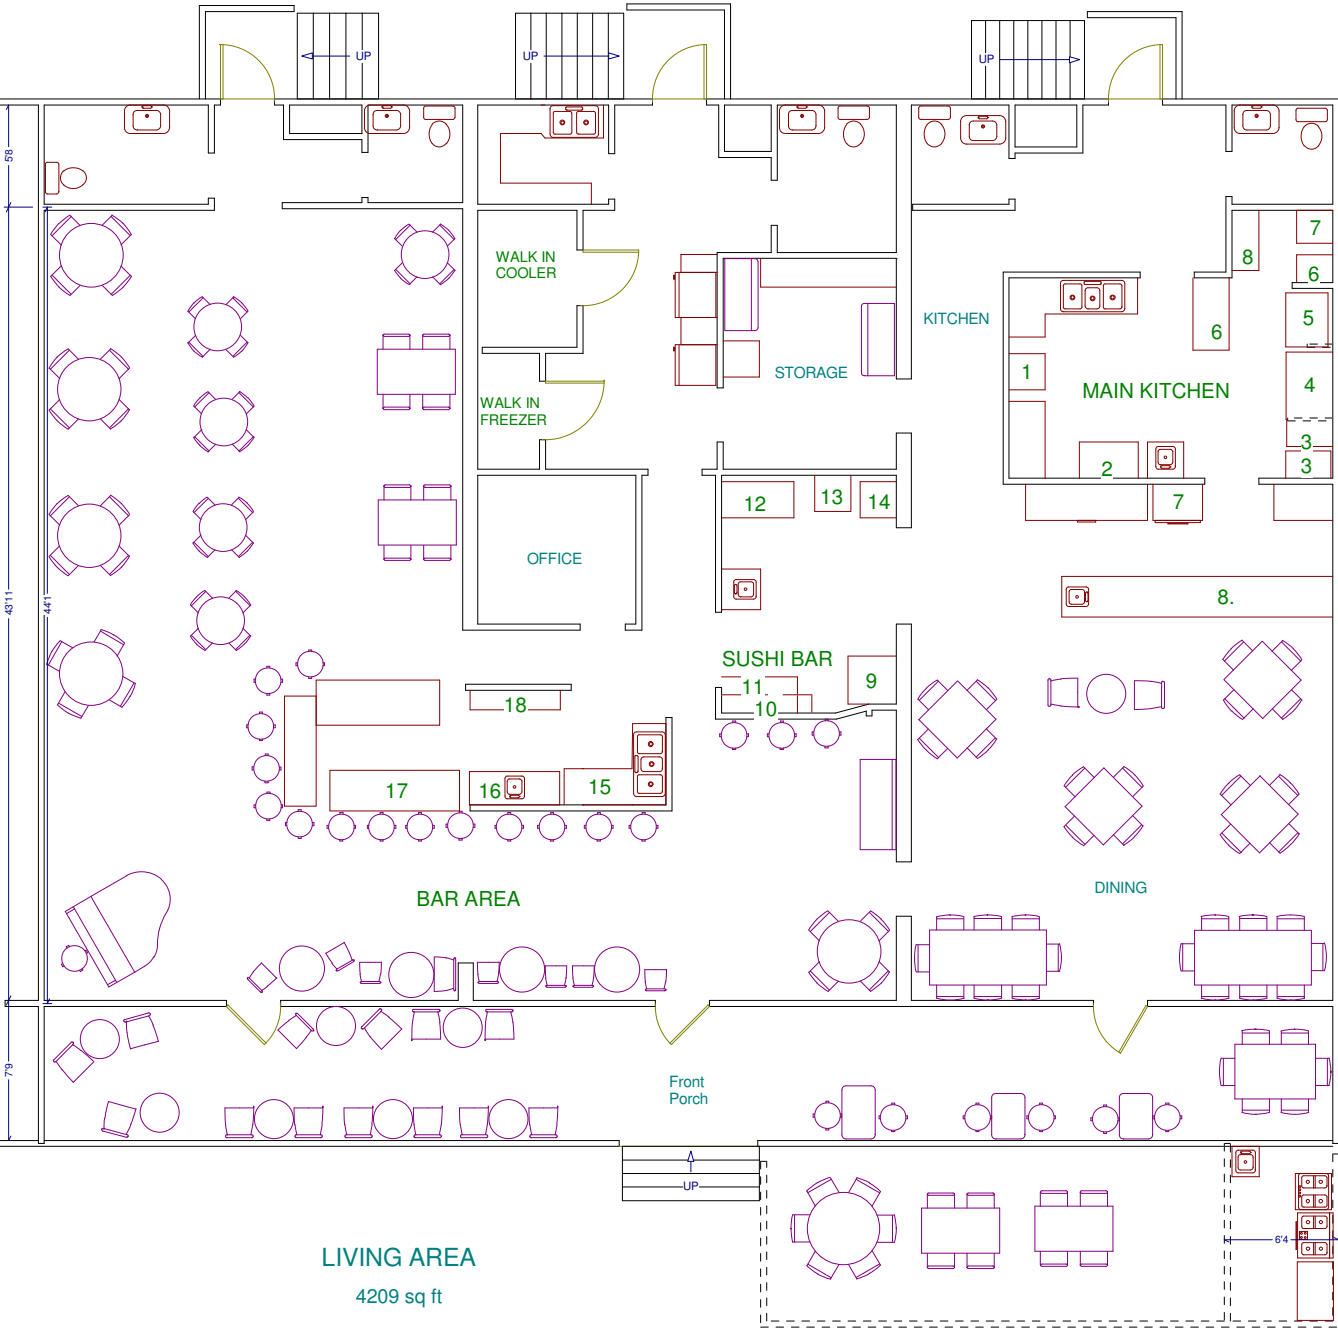 UP
UP
UP
5'8
WALK IN
COOLER
8
7
6
KITCHEN
6
5
STORAGE
1
MAIN KITCHEN
4
WALK IN
FREEZER
3
2
3
12
13
14
7
OFFICE
43'11
44'1
8.
SUSHI BAR
11
9
10
18
17
16
15
BAR AREA
DINING
7'9
Front
Porch
UP
6'4
LIVING AREA
4209 sq ft